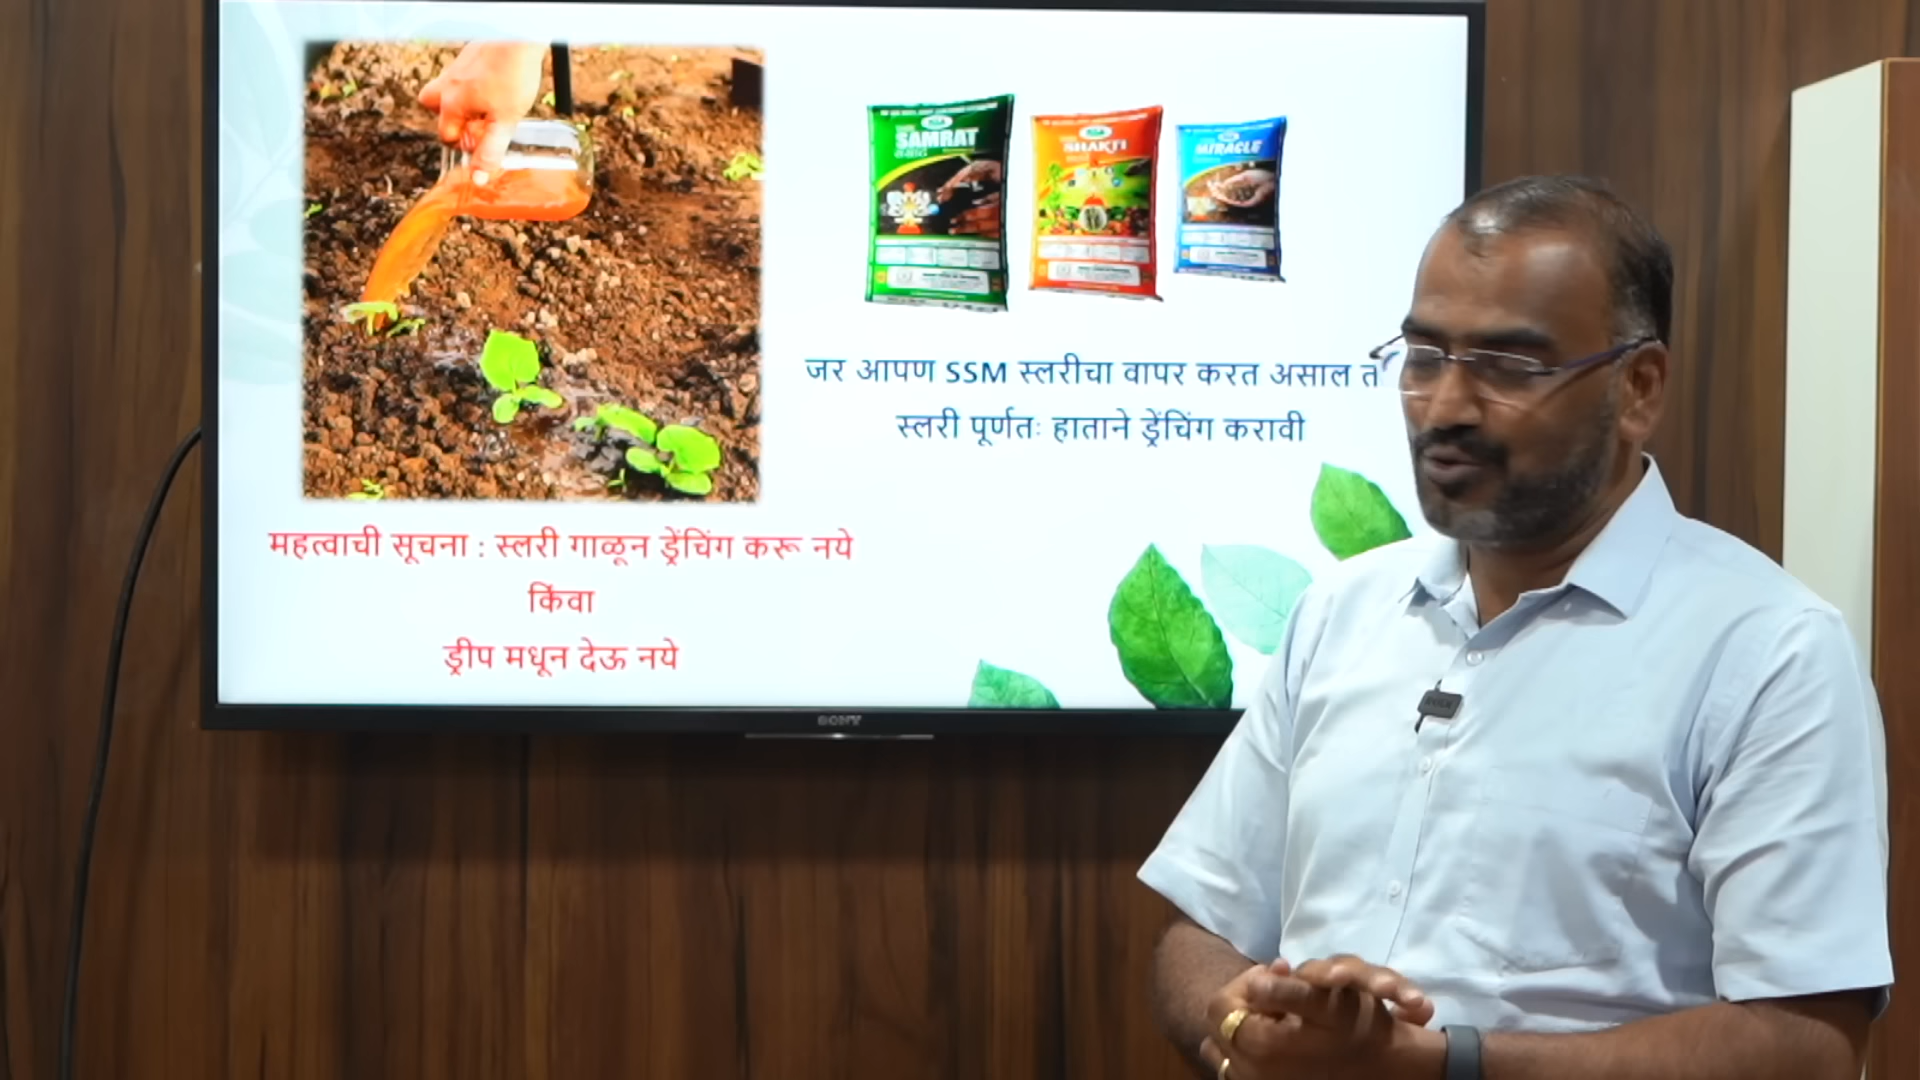 SAMRAT
SHAKTI
MIRACLE
जर आपण SSM स्लरीचा वापर करत असाल त
स्लरी पूर्णतः हाताने ड्रेंचिंग करावी
महत्वाची सूचना : स्लरी गाळून ड्रेंचिंग करू नये
किंवा
ड्रीप मधून देऊ नये
SONY